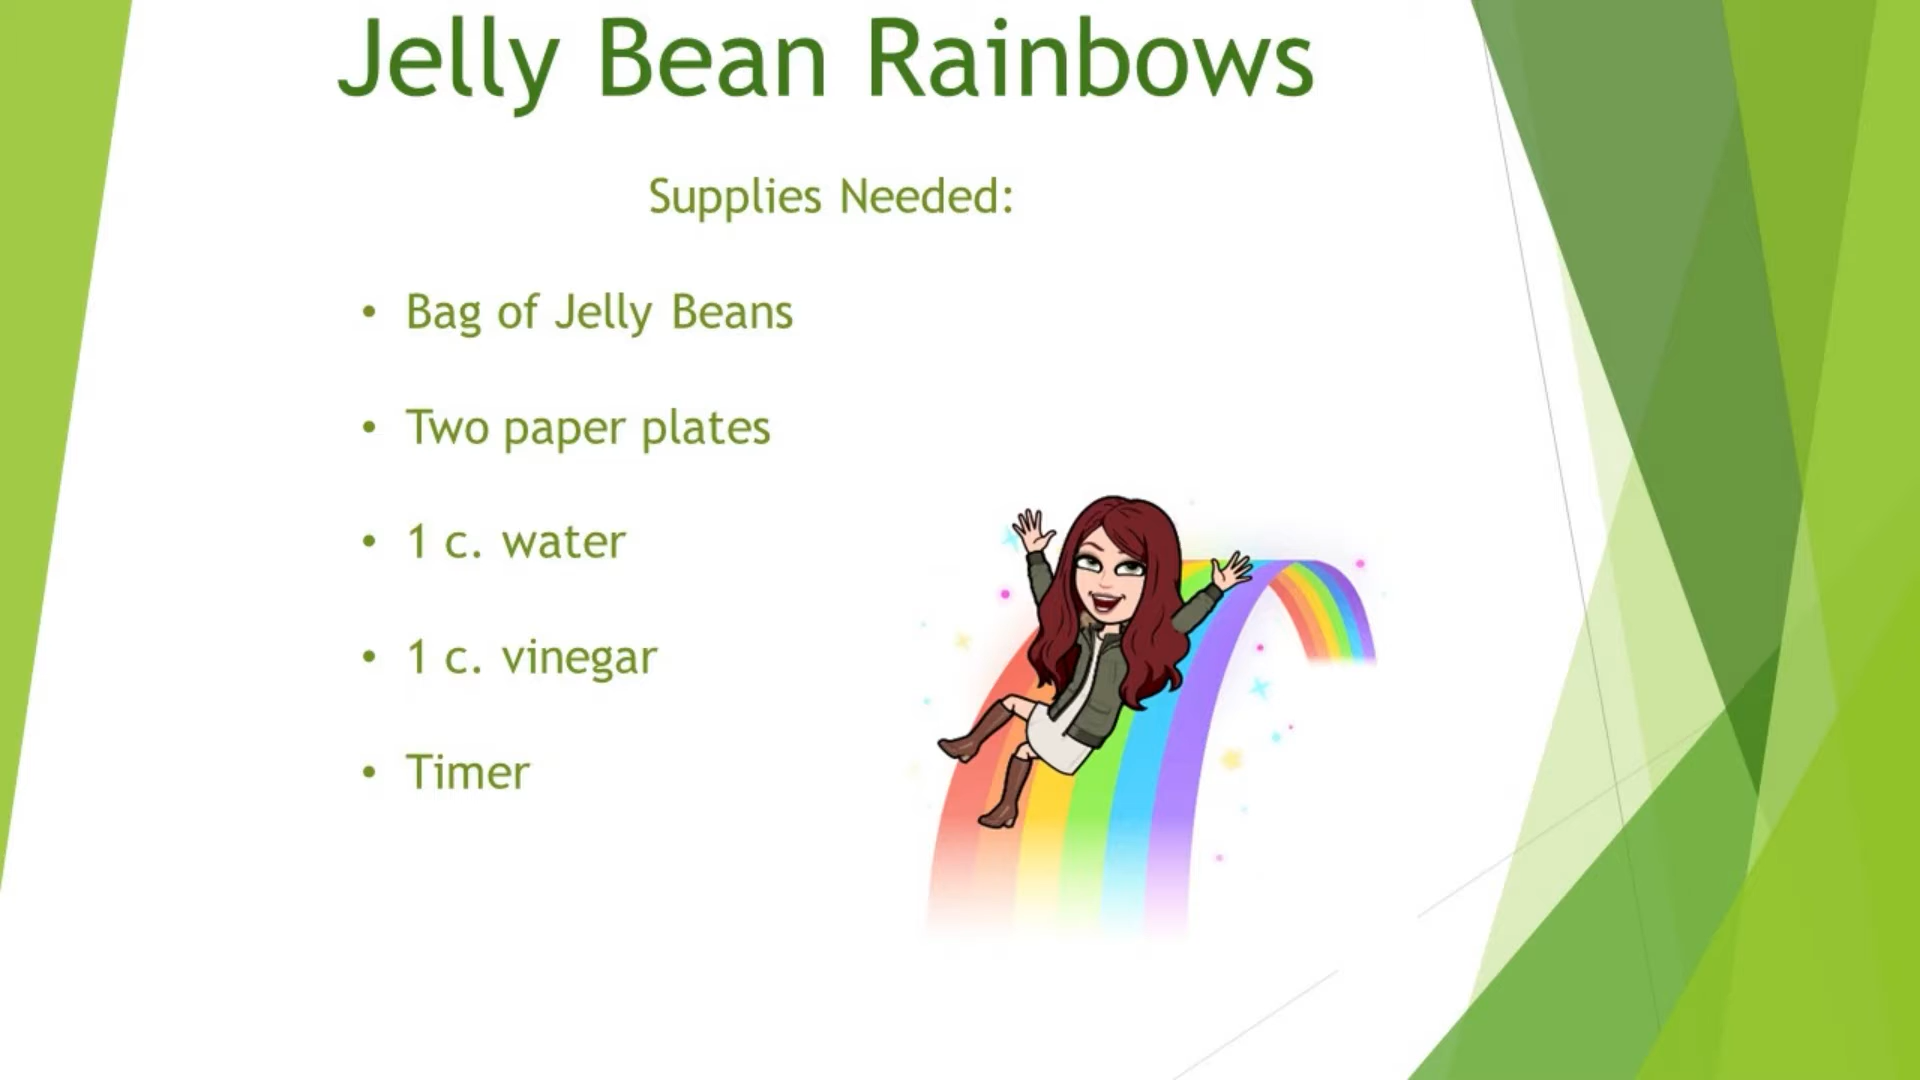 Jelly Bean Rainbows
Supplies Needed:
• Bag of Jelly Beans
• Two paper plates
• 1 c. water
• 1 c. vinegar
• Timer